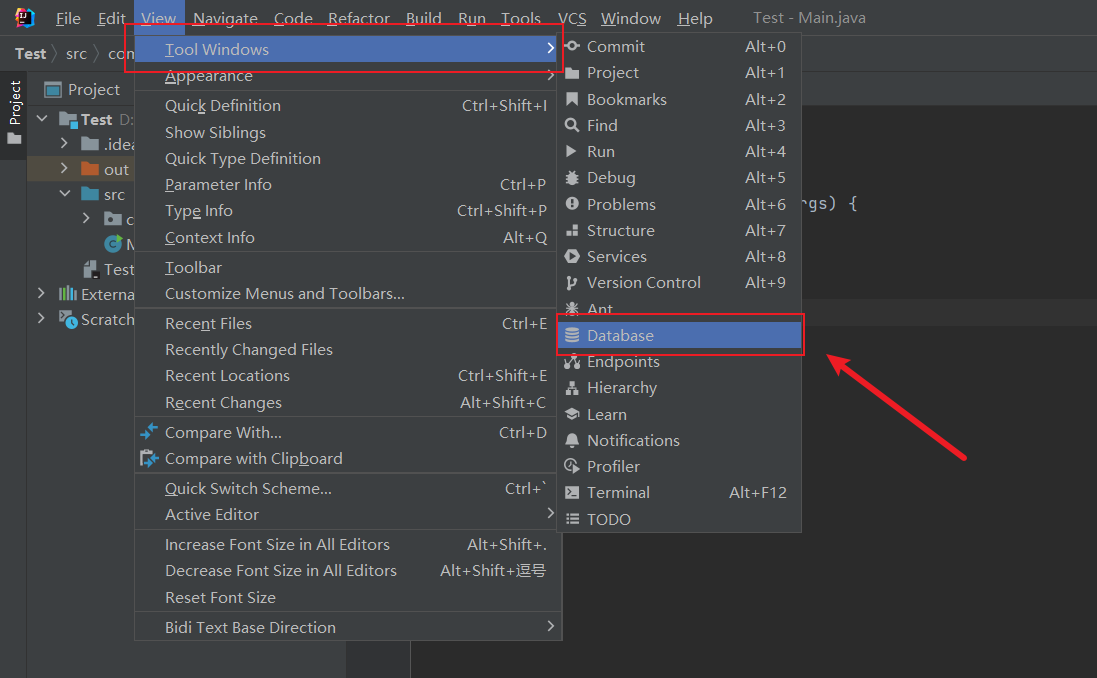 File Edit View Navigate Code Refactor Build Run Tools VCS Window Help Test - Main.java
Test src com
Project
Project
Test D:
.idea
out
src
c
M
Test
Externa
Scratch
Tool Windows
Appearance
Quick Definition Ctrl+Shift+I
Show Siblings
Quick Type Definition
Parameter Info Ctrl+P
Type Info Ctrl+Shift+P
Context Info Alt+Q
Toolbar
Customize Menus and Toolbars...
Recent Files Ctrl+E
Recently Changed Files
Recent Locations Ctrl+Shift+E
Recent Changes Alt+Shift+C
Compare With... Ctrl+D
Compare with Clipboard
Quick Switch Scheme... Ctrl+`
Active Editor
Increase Font Size in All Editors Alt+Shift+.
Decrease Font Size in All Editors Alt+Shift+逗号
Reset Font Size
Bidi Text Base Direction
Commit Alt+0
Project Alt+1
Bookmarks Alt+2
Find Alt+3
Run Alt+4
Debug Alt+5
Problems Alt+6
Structure Alt+7
Services Alt+8
Version Control Alt+9
Ant
Database
Endpoints
Hierarchy
Learn
Notifications
Profiler
Terminal Alt+F12
TODO
rgs) {